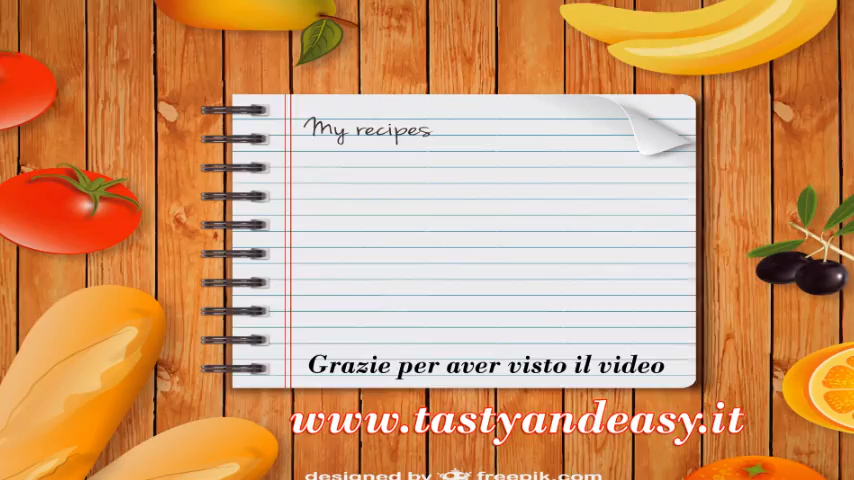 My recipes
Grazie per aver visto il video
www.tastyandeasy.it
designed by freepik.com